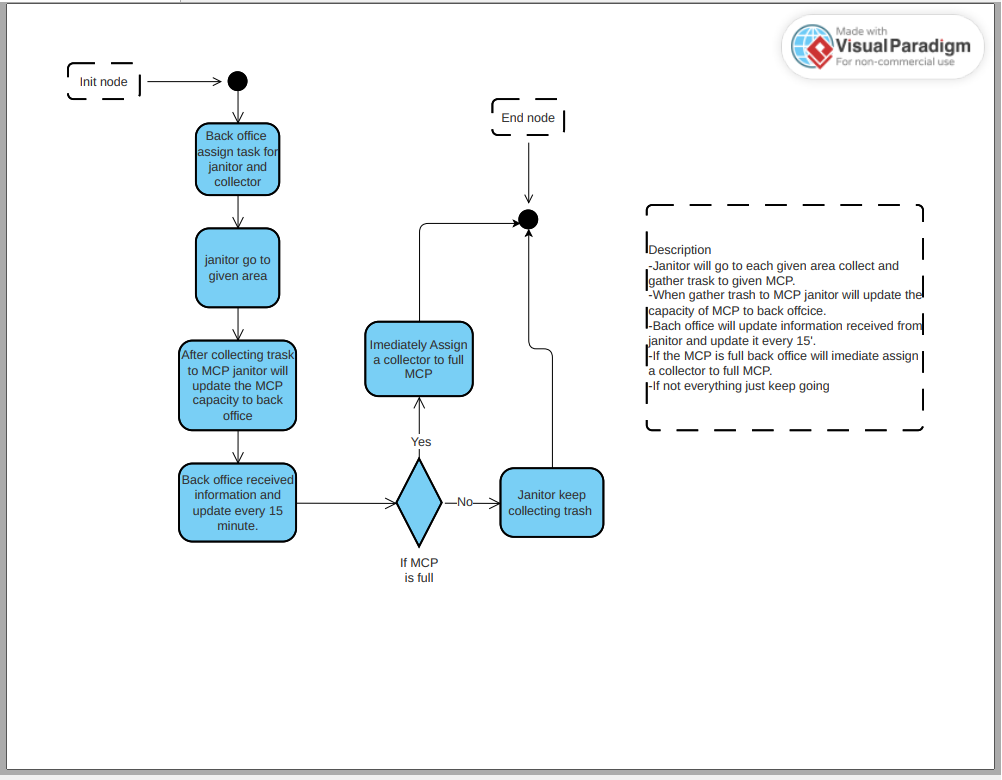 Made with
Visual Paradigm
For non-commercial use
Init node
Back office
assign task for
janitor and
collector
janitor go to
given area
After collecting trask
to MCP janitor will
update the MCP
capacity to back
office
Back office received
information and
update every 15
minute.
End node
Imediately Assign
a collector to full
MCP
Yes
No
If MCP
is full
Janitor keep
collecting trash
Description
-Janitor will go to each given area collect and
gather trask to given MCP.
-When gather trash to MCP janitor will update the
capacity of MCP to back offcice.
-Bach office will update information received from
janitor and update it every 15'.
-If the MCP is full back office will imediate assign
a collector to full MCP.
-If not everything just keep going